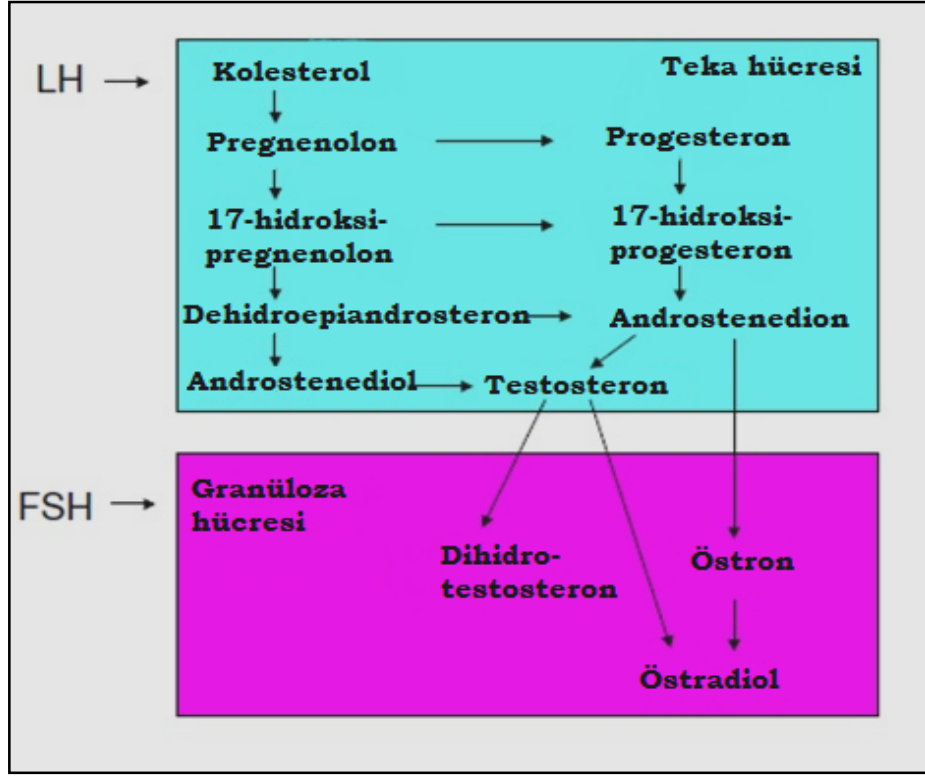 LH
Kolesterol
Teka hücresi
Pregnenolon
Progesteron
17-hidroksi-
pregnenolon
17-hidroksi-
progesteron
Dehidroepiandrosteron
Androstenedion
Androstenediol
Testosteron
FSH
Granüloza
hücresi
Dihidro-
testosteron
Östron
Östradiol